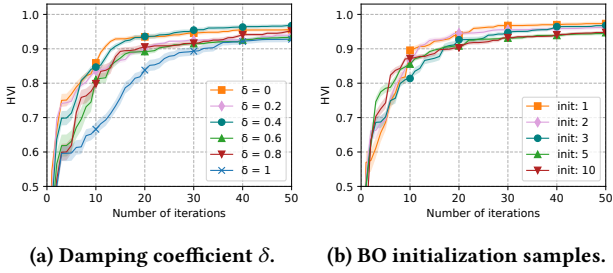 1.0
0.9
0.8
0.7
0.6
0.5
HVI
0 10 20 30 40 50
Number of iterations
δ = 0
δ = 0.2
δ = 0.4
δ = 0.6
δ = 0.8
δ = 1
(a) Damping coefficient δ.
1.0
0.9
0.8
0.7
0.6
0.5
HVI
0 10 20 30 40 50
Number of iterations
init: 1
init: 2
init: 3
init: 5
init: 10
(b) BO initialization samples.